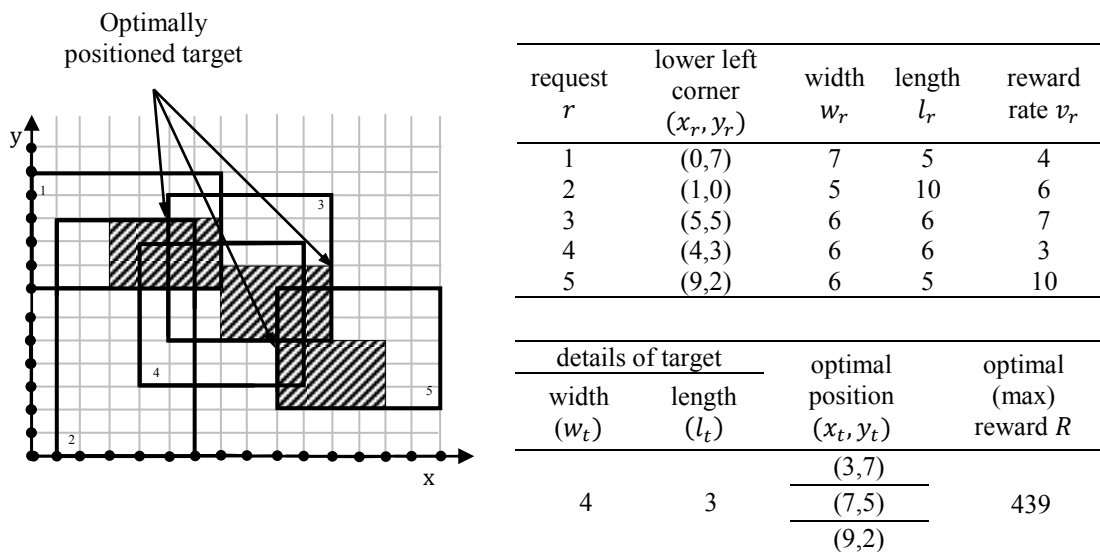 Optimally
positioned target
y
1
3
4
5
2
x
request r lower left corner (x_r, y_r) width w_r length l_r reward rate v_r
1 (0,7) 7 5 4
2 (1,0) 5 10 6
3 (5,5) 6 6 7
4 (4,3) 6 6 3
5 (9,2) 6 5 10
details of target optimal position (x_t, y_t) optimal (max) reward R
width (w_t) length (l_t)
(3,7)
4 3 (7,5) 439
(9,2)